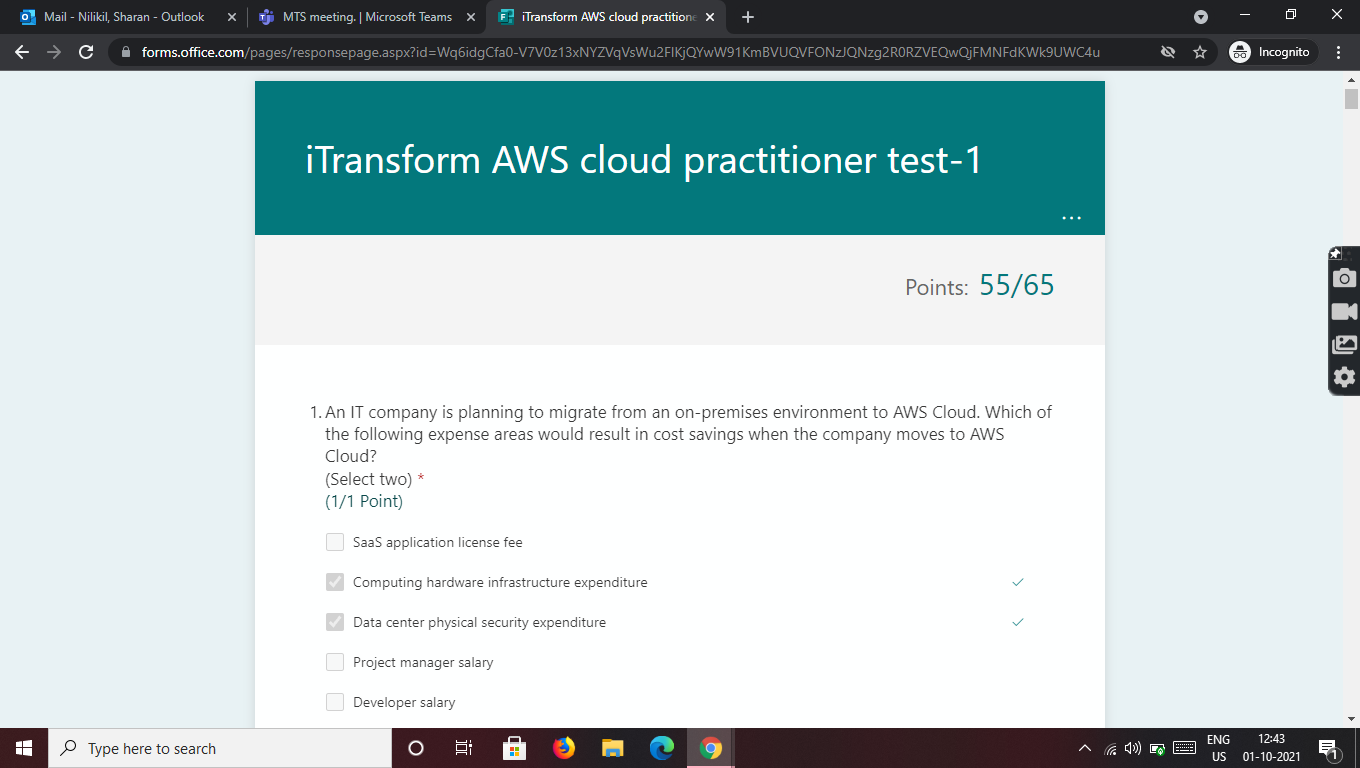 Mail - Nilikil, Sharan - Outlook
MTS meeting. | Microsoft Teams
iTransform AWS cloud practitione
forms.office.com/pages/responsepage.aspx?id=Wq6idgCfa0-V7V0z13xNYZVqVsWu2FlKjQYwW91KmBVUQVFONzJQNzg2R0RZVEQwQjFMNFdKWk9UWC4u
Incognito
iTransform AWS cloud practitioner test-1
...
Points: 55/65
1. An IT company is planning to migrate from an on-premises environment to AWS Cloud. Which of
the following expense areas would result in cost savings when the company moves to AWS
Cloud?
(Select two) *
(1/1 Point)
SaaS application license fee
Computing hardware infrastructure expenditure
Data center physical security expenditure
Project manager salary
Developer salary
Type here to search
ENG
US
12:43
01-10-2021
1